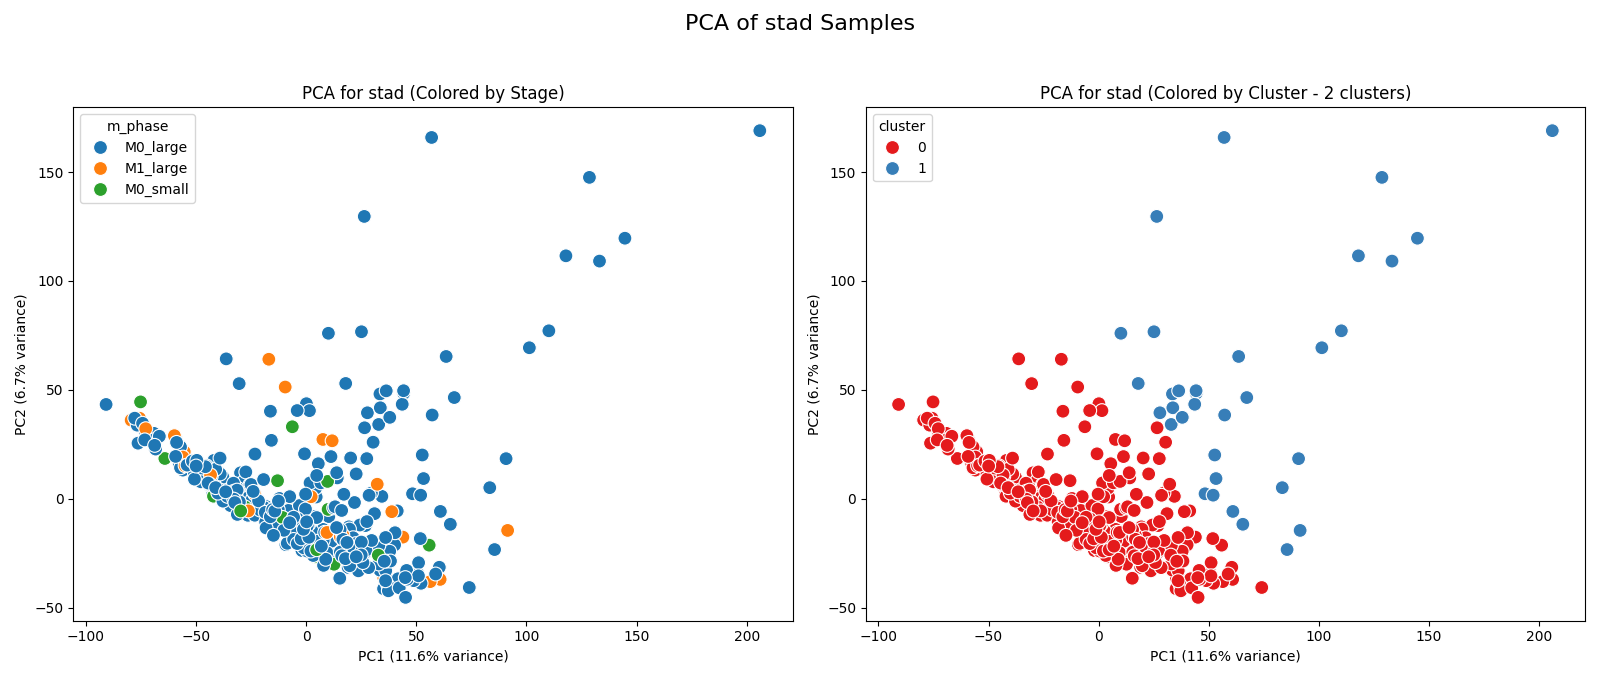 PCA of stad Samples
PCA for stad (Colored by Stage)
m_phase
M0_large
M1_large
M0_small
150
100
50
0
−50
PC2 (6.7% variance)
−100
−50
0
50
100
150
200
PC1 (11.6% variance)
PCA for stad (Colored by Cluster - 2 clusters)
cluster
0
1
150
100
50
0
−50
PC2 (6.7% variance)
−100
−50
0
50
100
150
200
PC1 (11.6% variance)